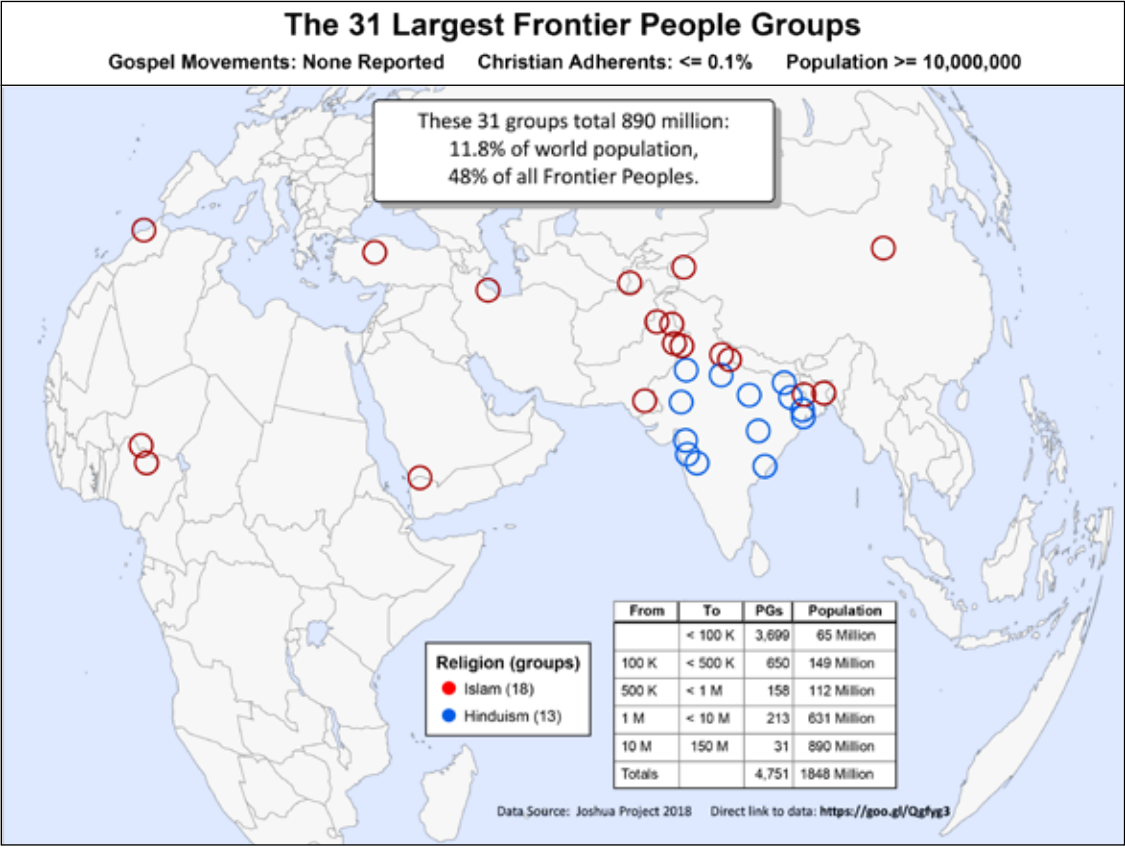 The 31 Largest Frontier People Groups
Gospel Movements: None Reported Christian Adherents: <= 0.1% Population >= 10,000,000
These 31 groups total 890 million:
11.8% of world population,
48% of all Frontier Peoples.
From To PGs Population
< 100 K 3,699 65 Million
100 K < 500 K 650 149 Million
500 K < 1 M 158 112 Million
1 M < 10 M 213 631 Million
10 M 150 M 31 890 Million
Totals 4,751 1848 Million
Religion (groups)
Islam (18)
Hinduism (13)
Data Source: Joshua Project 2018 Direct link to data: https://goo.gl/Qgfyg3